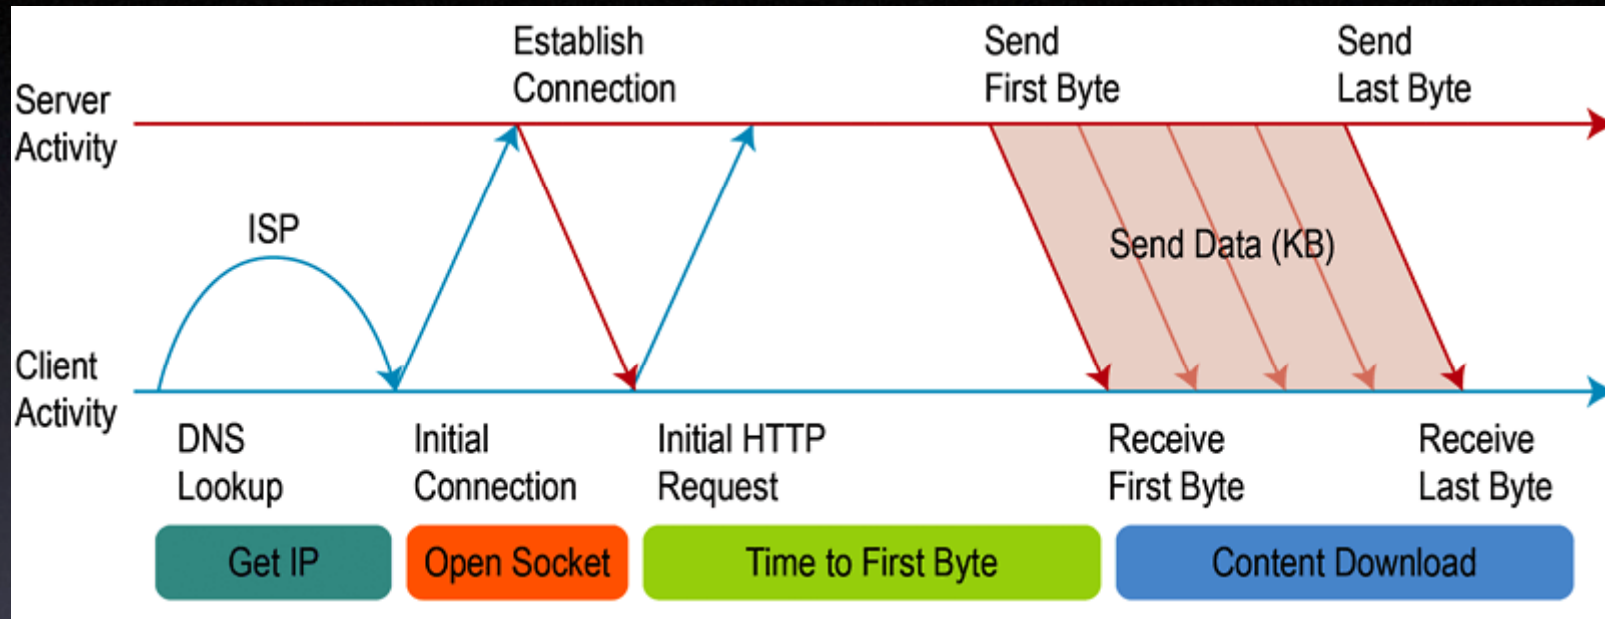 Establish
Connection
Send
First Byte
Send
Last Byte
Server
Activity
ISP
Send Data (KB)
Client
Activity
DNS
Lookup
Initial
Connection
Initial HTTP
Request
Receive
First Byte
Receive
Last Byte
Get IP
Open Socket
Time to First Byte
Content Download